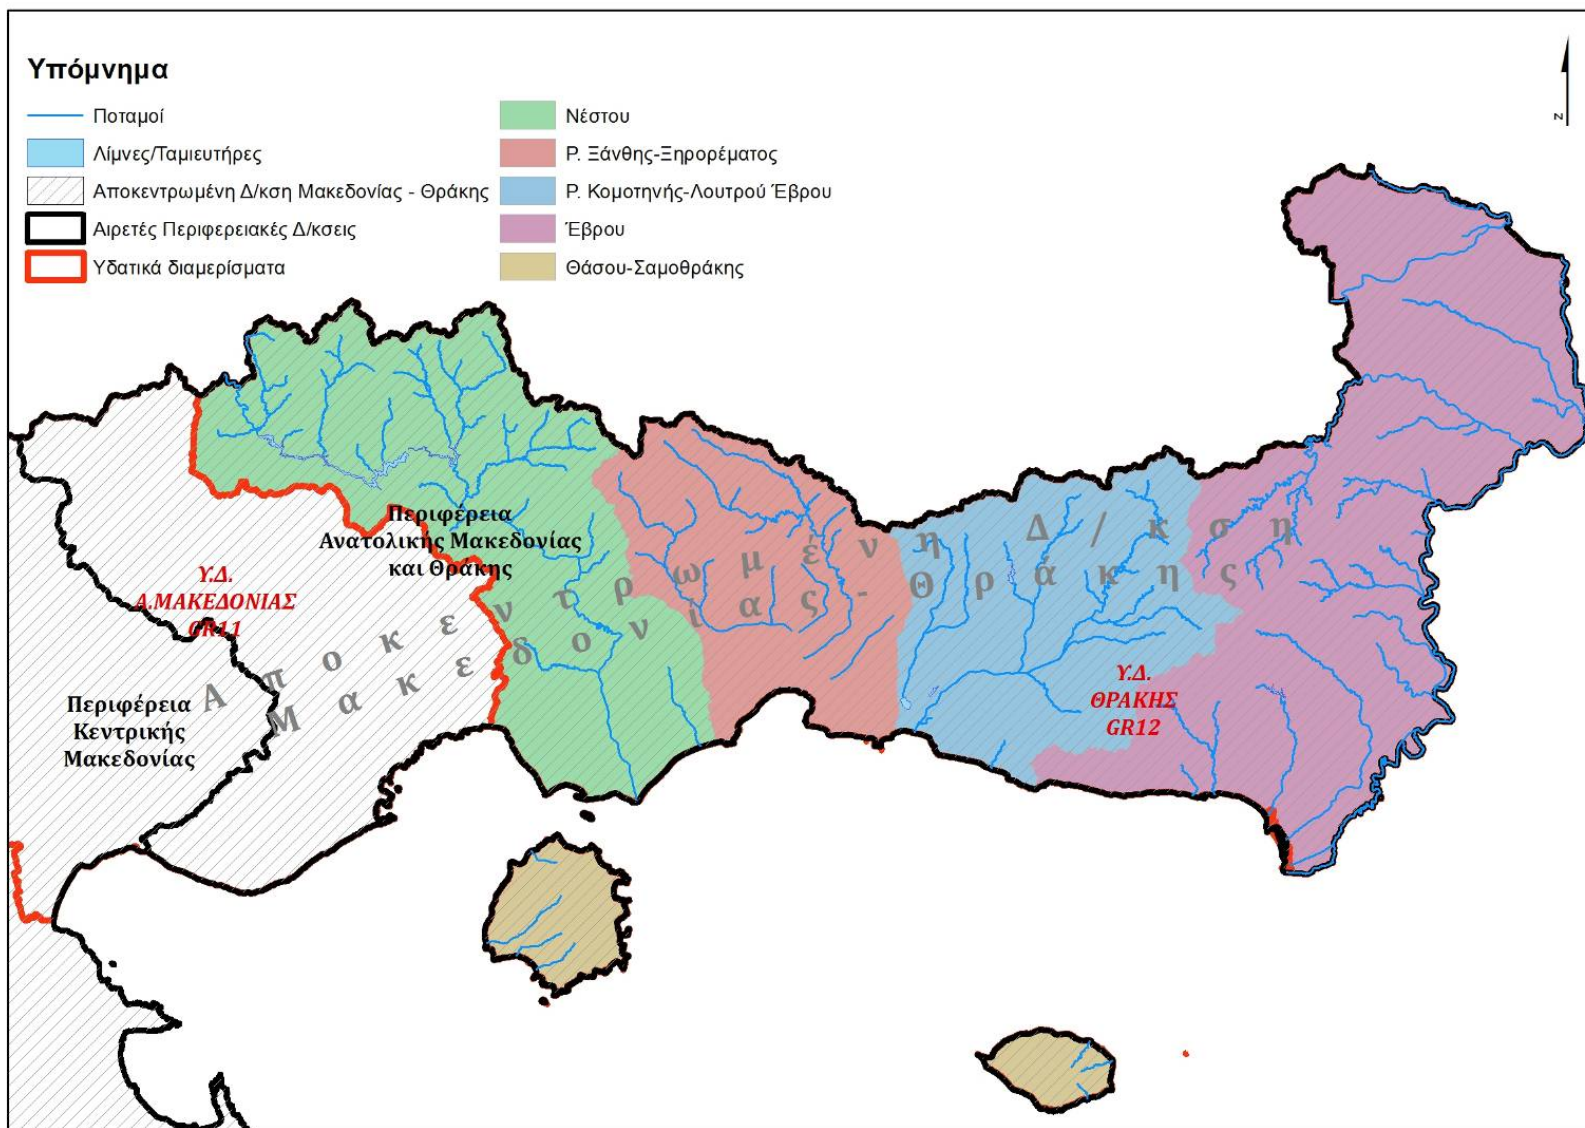 Υπόμνημα
Ποταμοί
Λίμνες/Ταμιευτήρες
Αποκεντρωμένη Δ/κση Μακεδονίας - Θράκης
Αιρετές Περιφερειακές Δ/κσεις
Υδατικά διαμερίσματα
Νέστου
Ρ. Ξάνθης-Ξηρορέματος
Ρ. Κομοτηνής-Λουτρού Έβρου
Έβρου
Θάσου-Σαμοθράκης
N
Περιφέρεια
Ανατολικής Μακεδονίας
και Θράκης
Υ.Δ.
Α.ΜΑΚΕΔΟΝΙΑΣ
GR11
Αποκεντρωμένη Δ/κση
Μακεδονίας - Θράκης
Περιφέρεια
Κεντρικής
Μακεδονίας
Υ.Δ.
ΘΡΑΚΗΣ
GR12